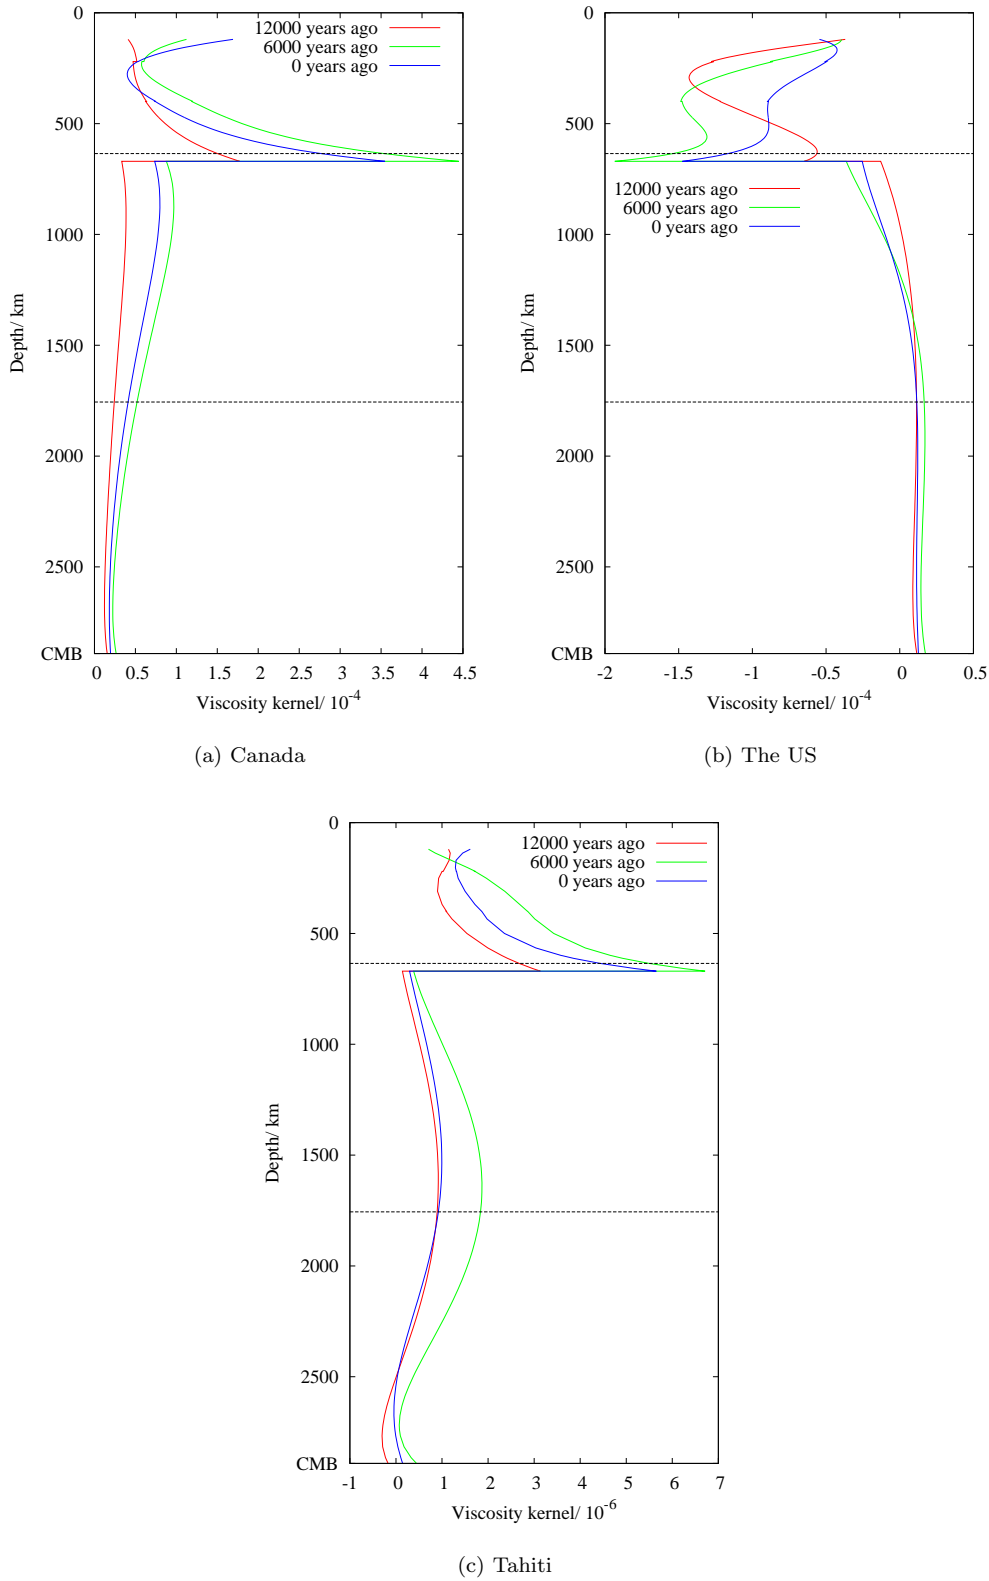 0
500
1000
1500
2000
2500
CMB
Depth/ km
0 0.5 1 1.5 2 2.5 3 3.5 4 4.5
Viscosity kernel/ 10^-4
12000 years ago
6000 years ago
0 years ago
(a) Canada
0
500
1000
1500
2000
2500
CMB
Depth/ km
-2 -1.5 -1 -0.5 0 0.5
Viscosity kernel/ 10^-4
12000 years ago
6000 years ago
0 years ago
(b) The US
0
500
1000
1500
2000
2500
CMB
Depth/ km
-1 0 1 2 3 4 5 6 7
Viscosity kernel/ 10^-6
12000 years ago
6000 years ago
0 years ago
(c) Tahiti